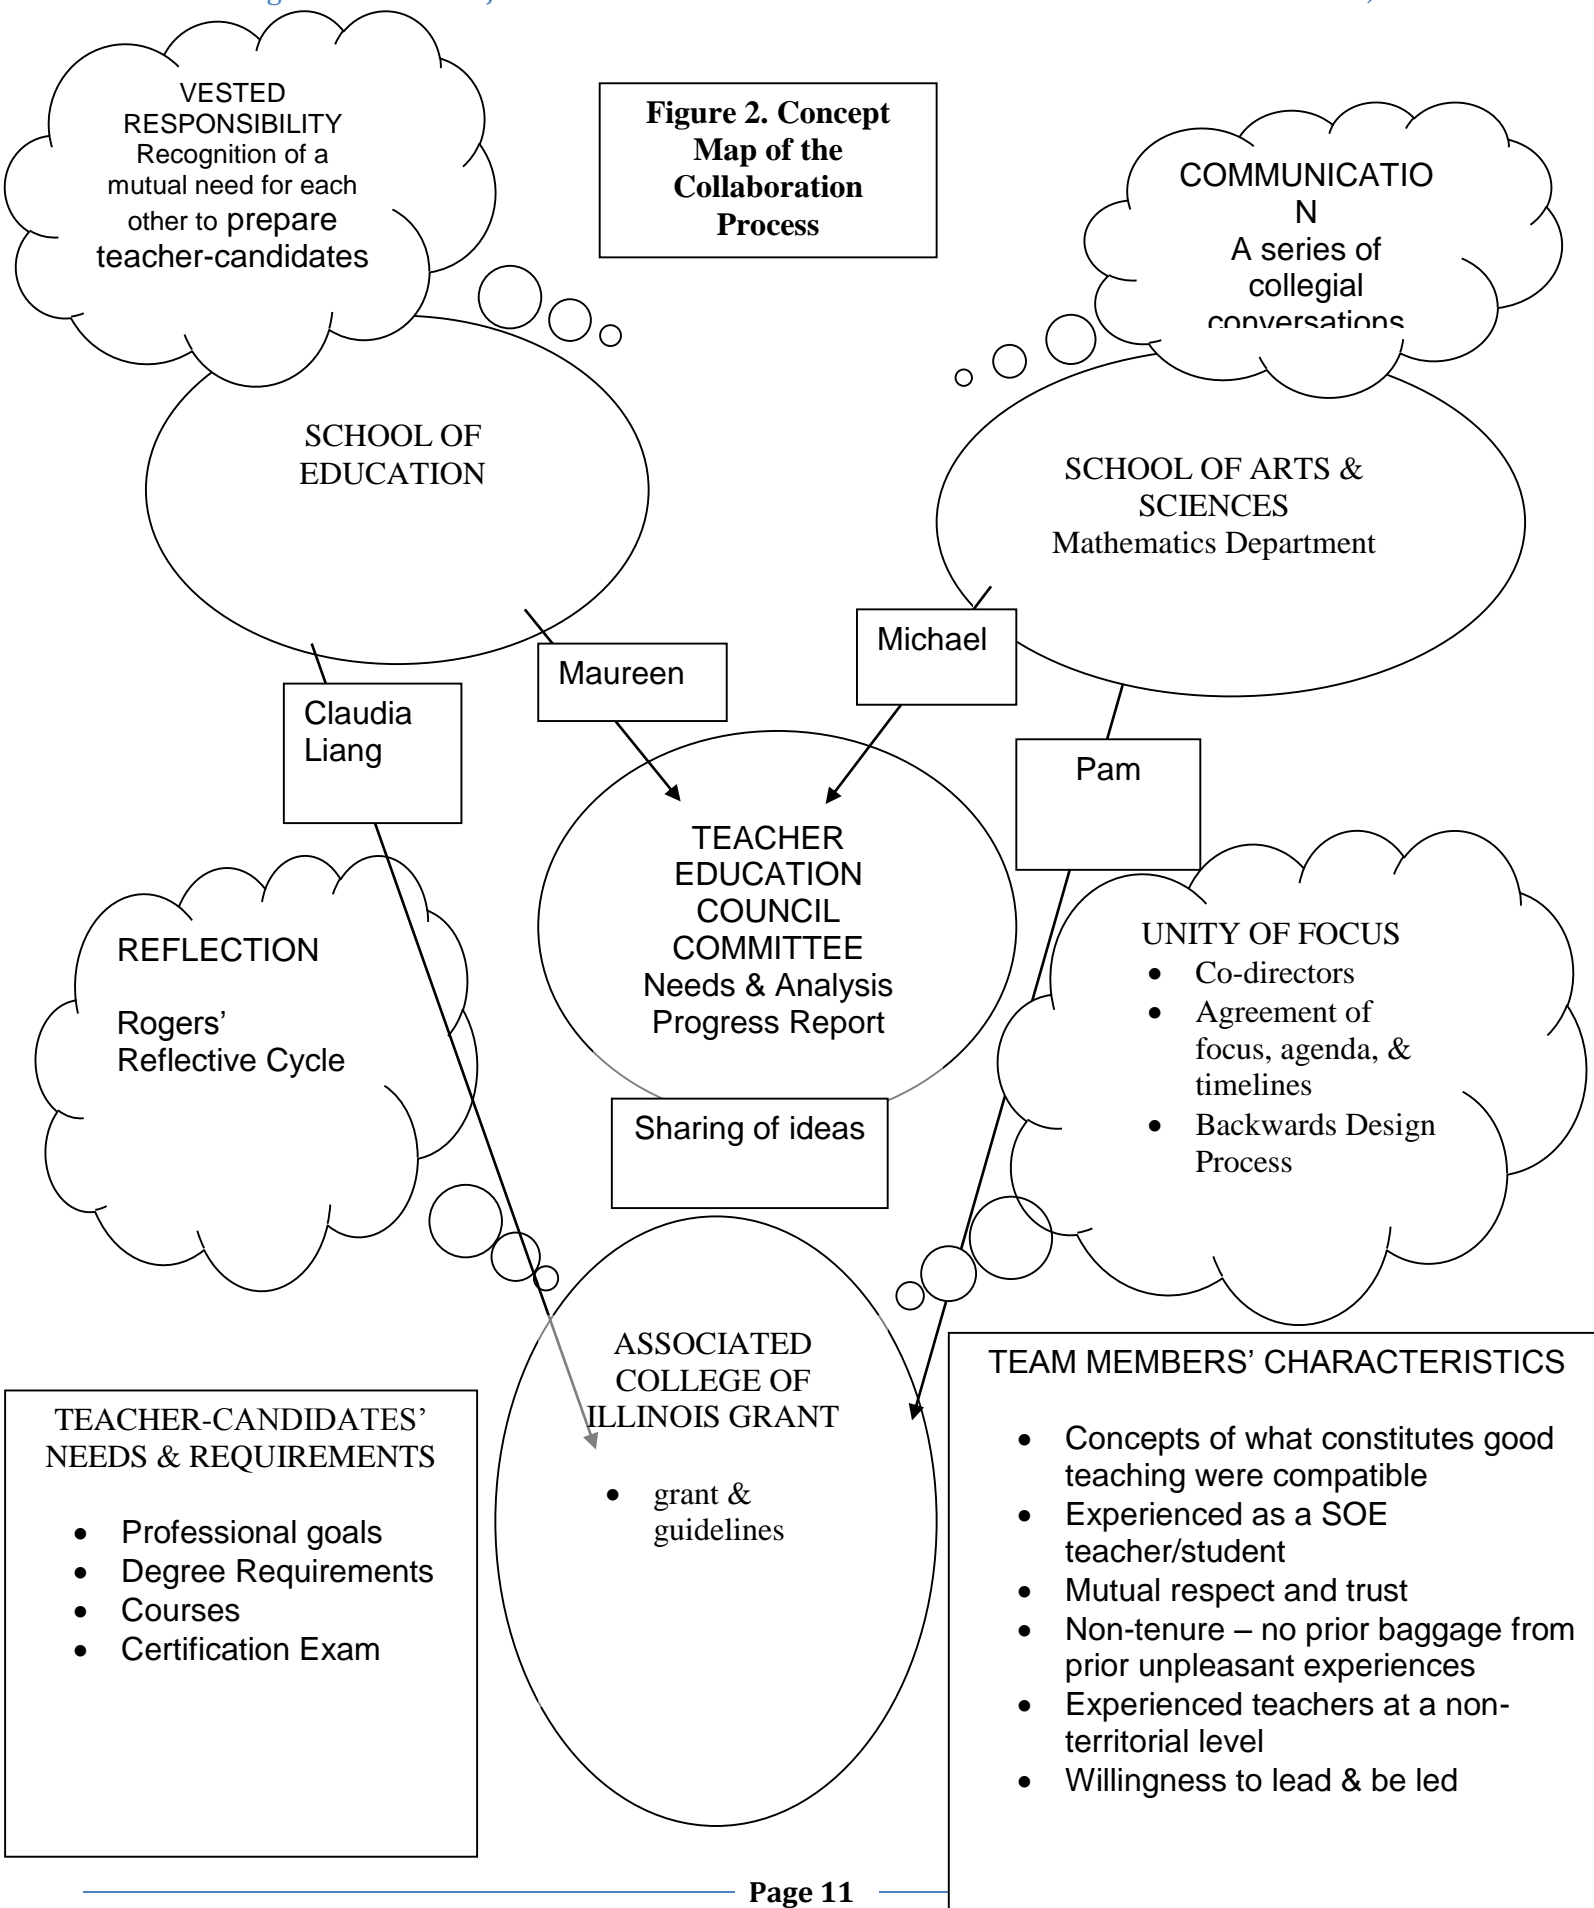 VESTED
RESPONSIBILITY
Recognition of a
mutual need for each
other to prepare
teacher-candidates
Figure 2. Concept
Map of the
Collaboration
Process
COMMUNICATIO
N
A series of
collegial
conversations
SCHOOL OF
EDUCATION
SCHOOL OF ARTS &
SCIENCES
Mathematics Department
Michael
Maureen
Claudia
Liang
Pam
TEACHER
EDUCATION
COUNCIL
COMMITTEE
Needs & Analysis
Progress Report
REFLECTION
Rogers’
Reflective Cycle
UNITY OF FOCUS
• Co-directors
• Agreement of
focus, agenda, &
timelines
• Backwards Design
Process
Sharing of ideas
ASSOCIATED
COLLEGE OF
ILLINOIS GRANT
• grant &
guidelines
TEACHER-CANDIDATES’
NEEDS & REQUIREMENTS
• Professional goals
• Degree Requirements
• Courses
• Certification Exam
TEAM MEMBERS’ CHARACTERISTICS
• Concepts of what constitutes good
teaching were compatible
• Experienced as a SOE
teacher/student
• Mutual respect and trust
• Non-tenure – no prior baggage from
prior unpleasant experiences
• Experienced teachers at a non-
territorial level
• Willingness to lead & be led
Page 11